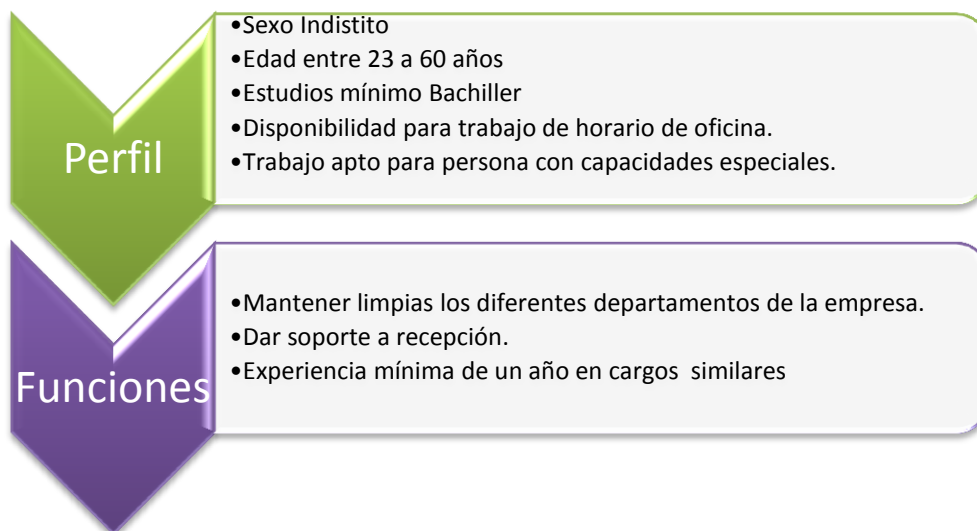 Perfil
•Sexo Indistito
•Edad entre 23 a 60 años
•Estudios mínimo Bachiller
•Disponibilidad para trabajo de horario de oficina.
•Trabajo apto para persona con capacidades especiales.
Funciones
•Mantener limpias los diferentes departamentos de la empresa.
•Dar soporte a recepción.
•Experiencia mínima de un año en cargos  similares